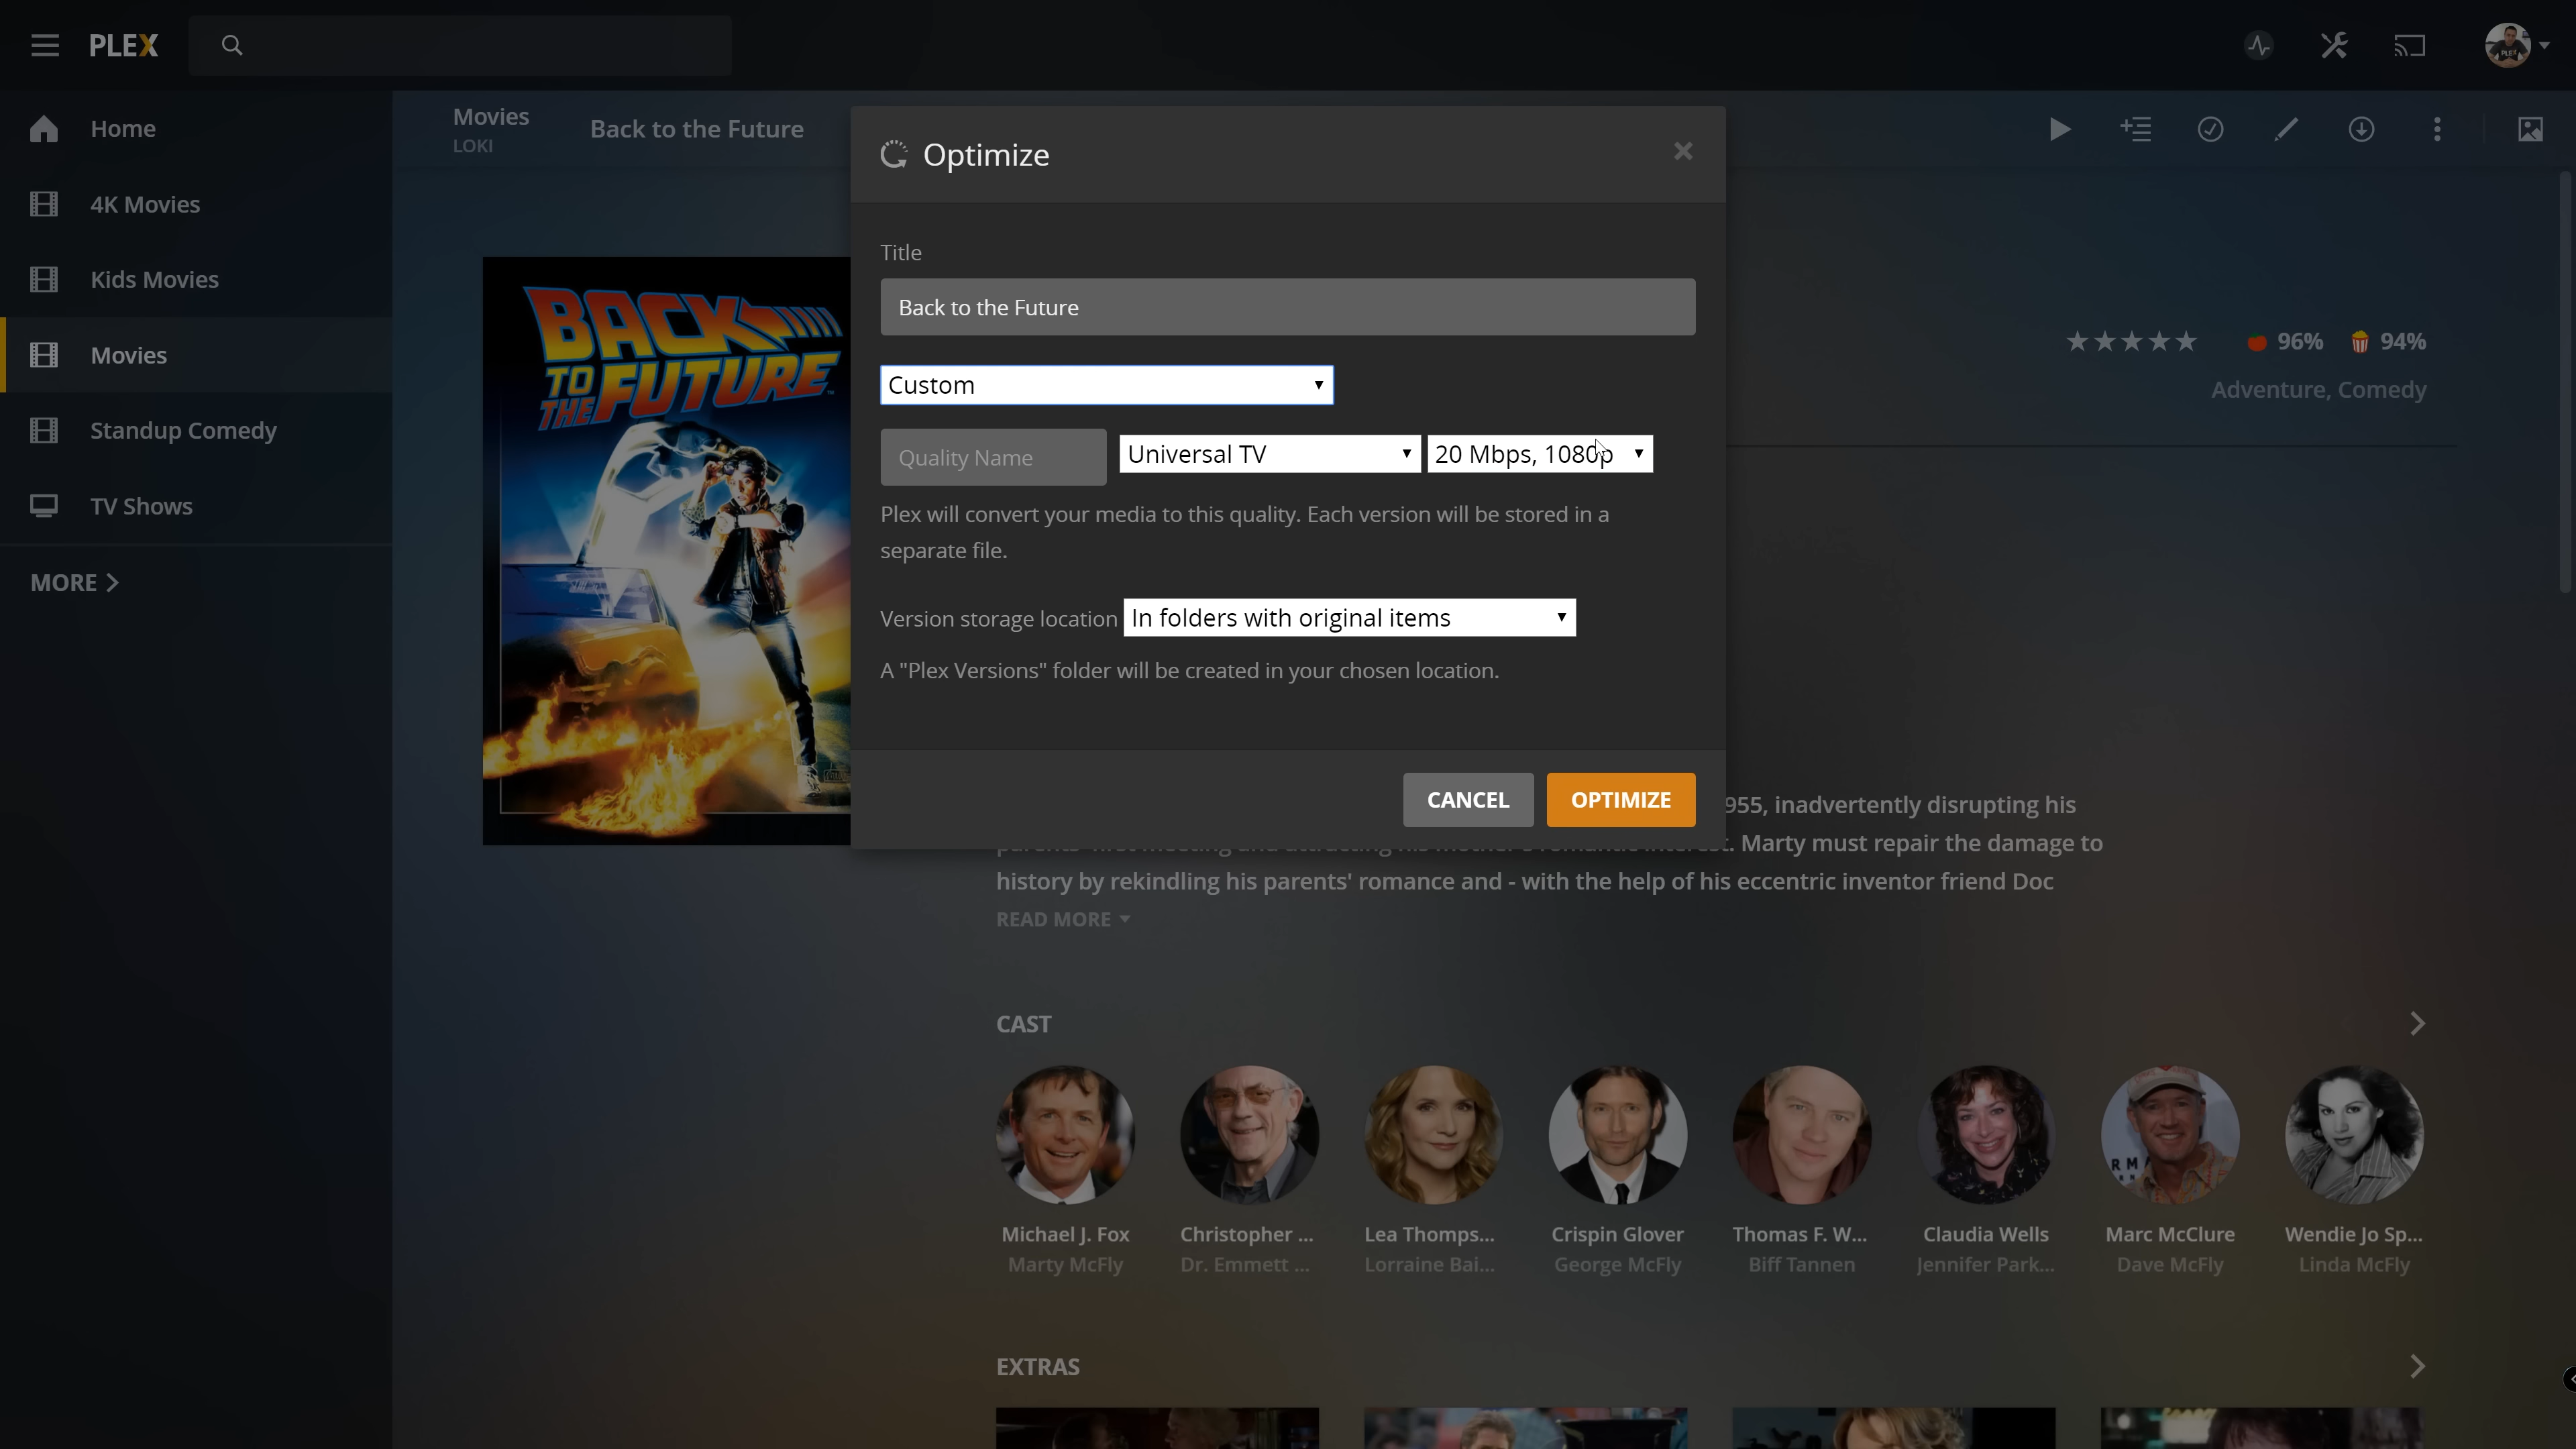 PLEX
Home
4K Movies
Kids Movies
Movies
Standup Comedy
TV Shows
MORE
Movies
LOKI
Back to the Future
BACK
TO
THE FUTURE
Optimize
Title
Back to the Future
Custom
Quality Name
Universal TV
20 Mbps, 1080p
Plex will convert your media to this quality. Each version will be stored in a
separate file.
Version storage location
In folders with original items
A "Plex Versions" folder will be created in your chosen location.
CANCEL
OPTIMIZE
96%
94%
Adventure, Comedy
955, inadvertently disrupting his
Marty must repair the damage to
history by rekindling his parents' romance and - with the help of his eccentric inventor friend Doc
READ MORE
CAST
Michael J. Fox
Marty McFly
Christopher ...
Dr. Emmett ...
Lea Thomps...
Lorraine Bai...
Crispin Glover
George McFly
Thomas F. W...
Biff Tannen
Claudia Wells
Jennifer Park...
Marc McClure
Dave McFly
Wendie Jo Sp...
Linda McFly
EXTRAS